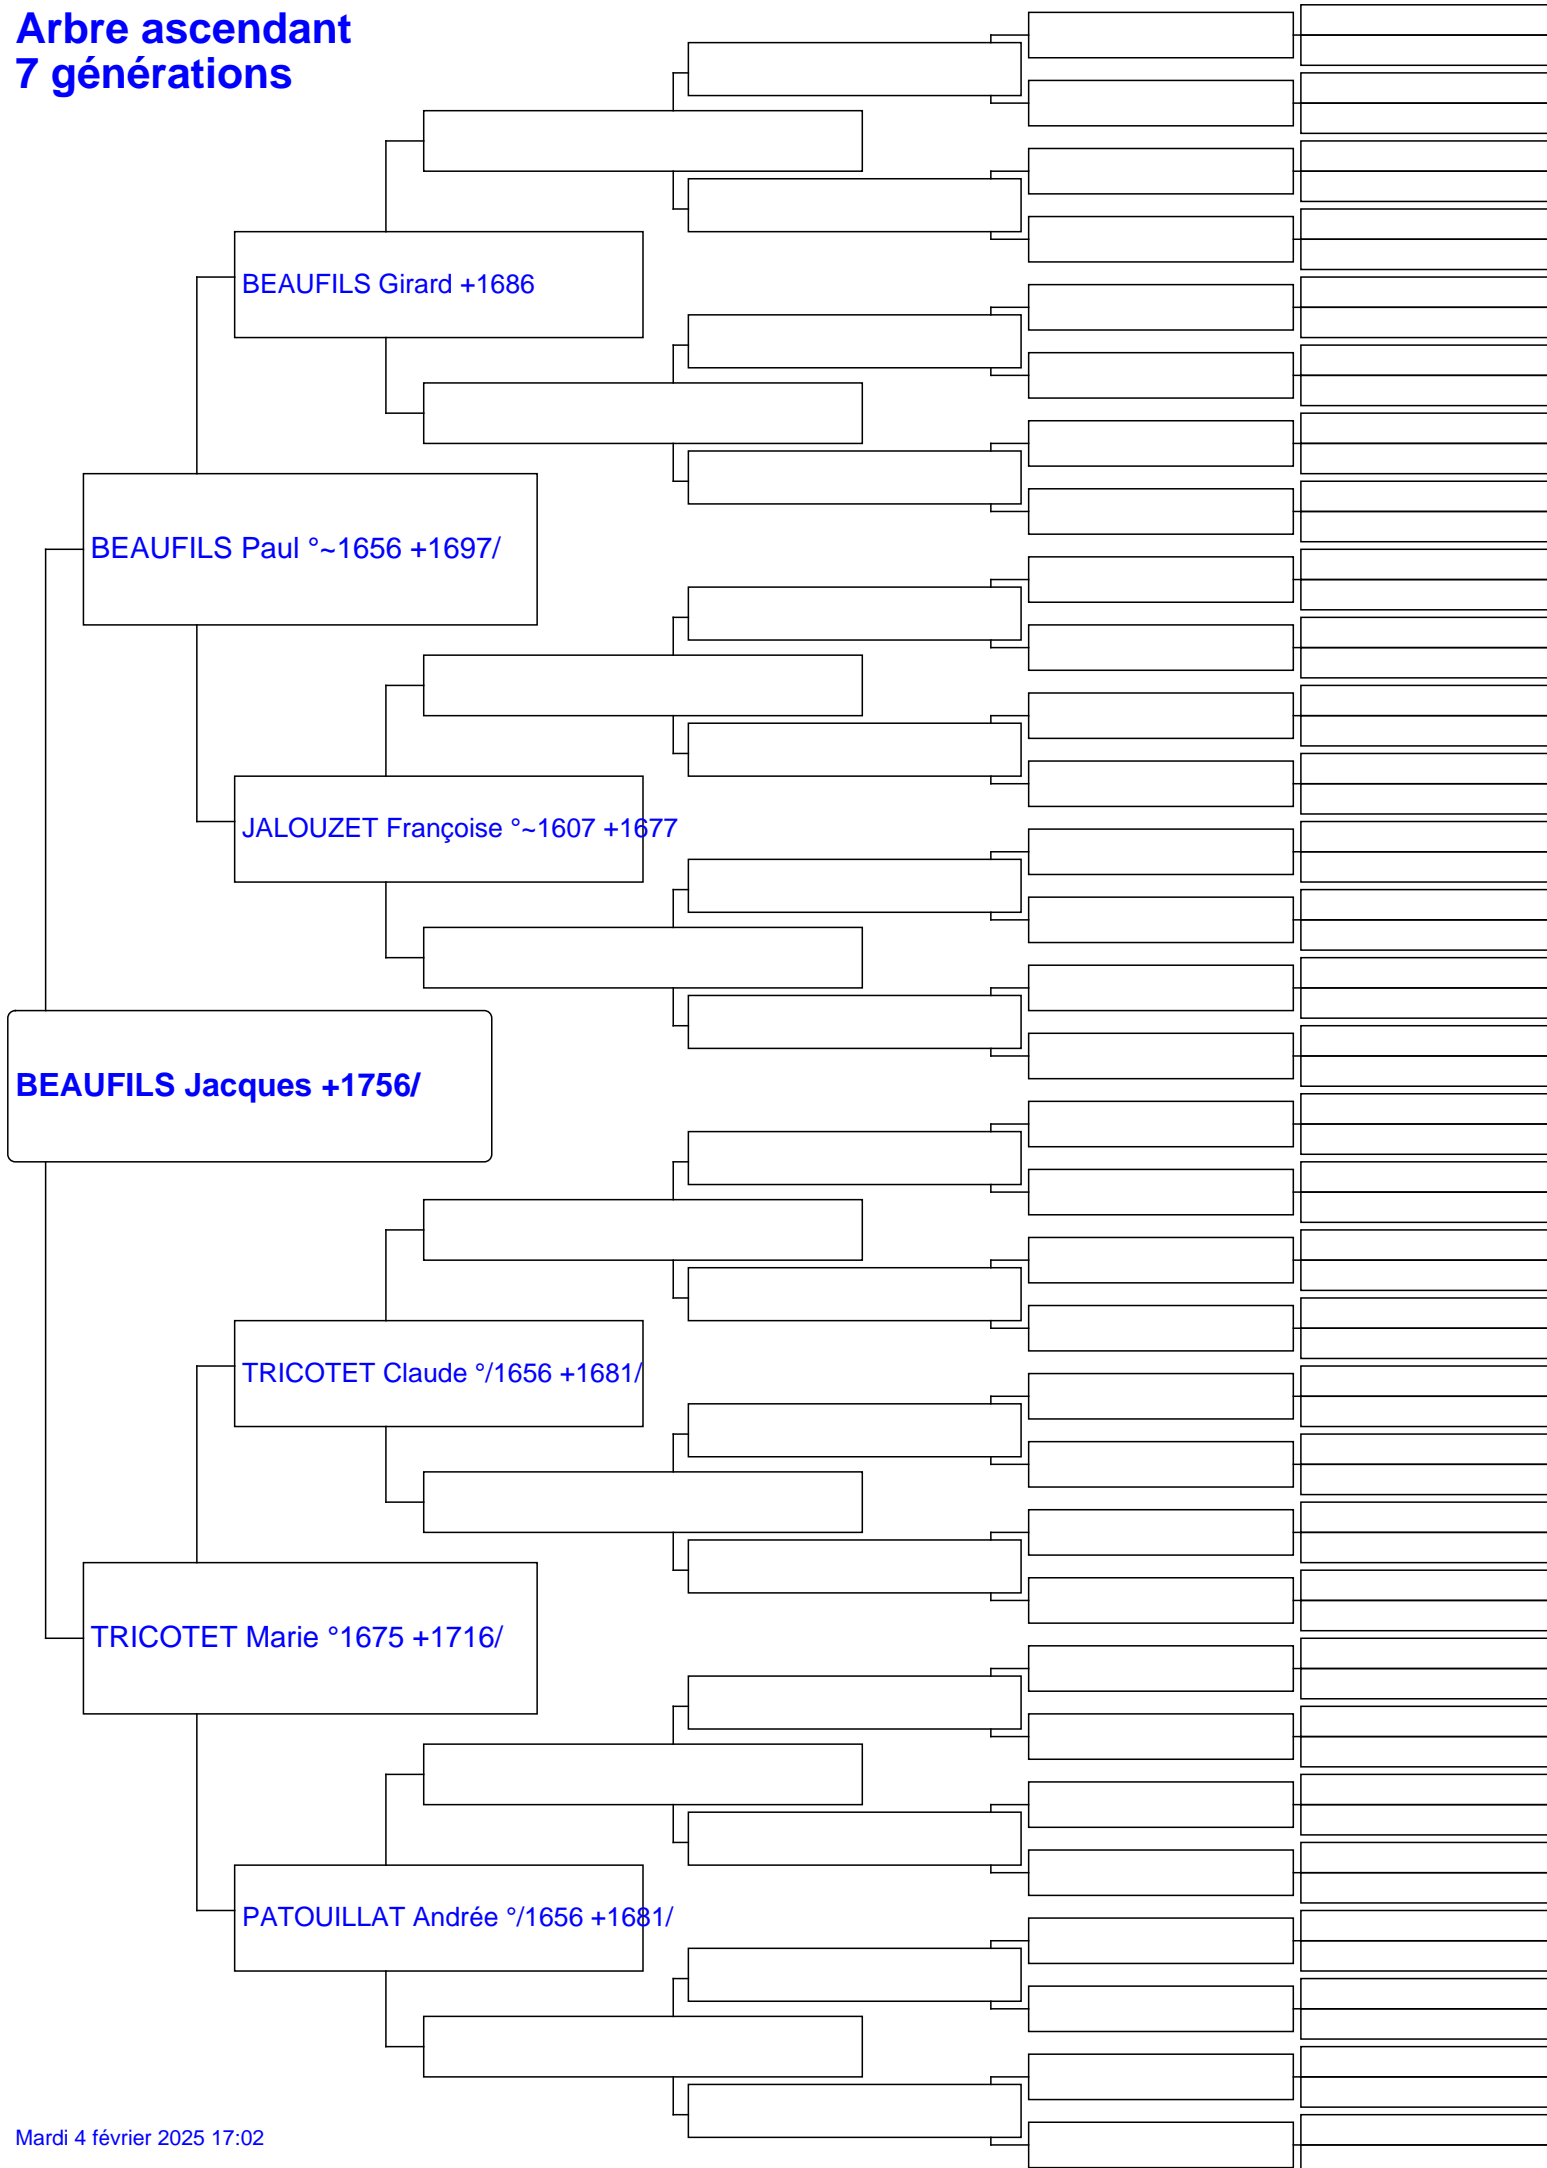 Arbre ascendant
7 générations
BEAUFILS Girard +1686
BEAUFILS Paul °~1656 +1697/
JALOUZET Françoise °~1607 +1677
BEAUFILS Jacques +1756/
TRICOTET Claude °/1656 +1681/
TRICOTET Marie °1675 +1716/
PATOUILLAT Andrée °/1656 +1681/
Mardi 4 février 2025 17:02